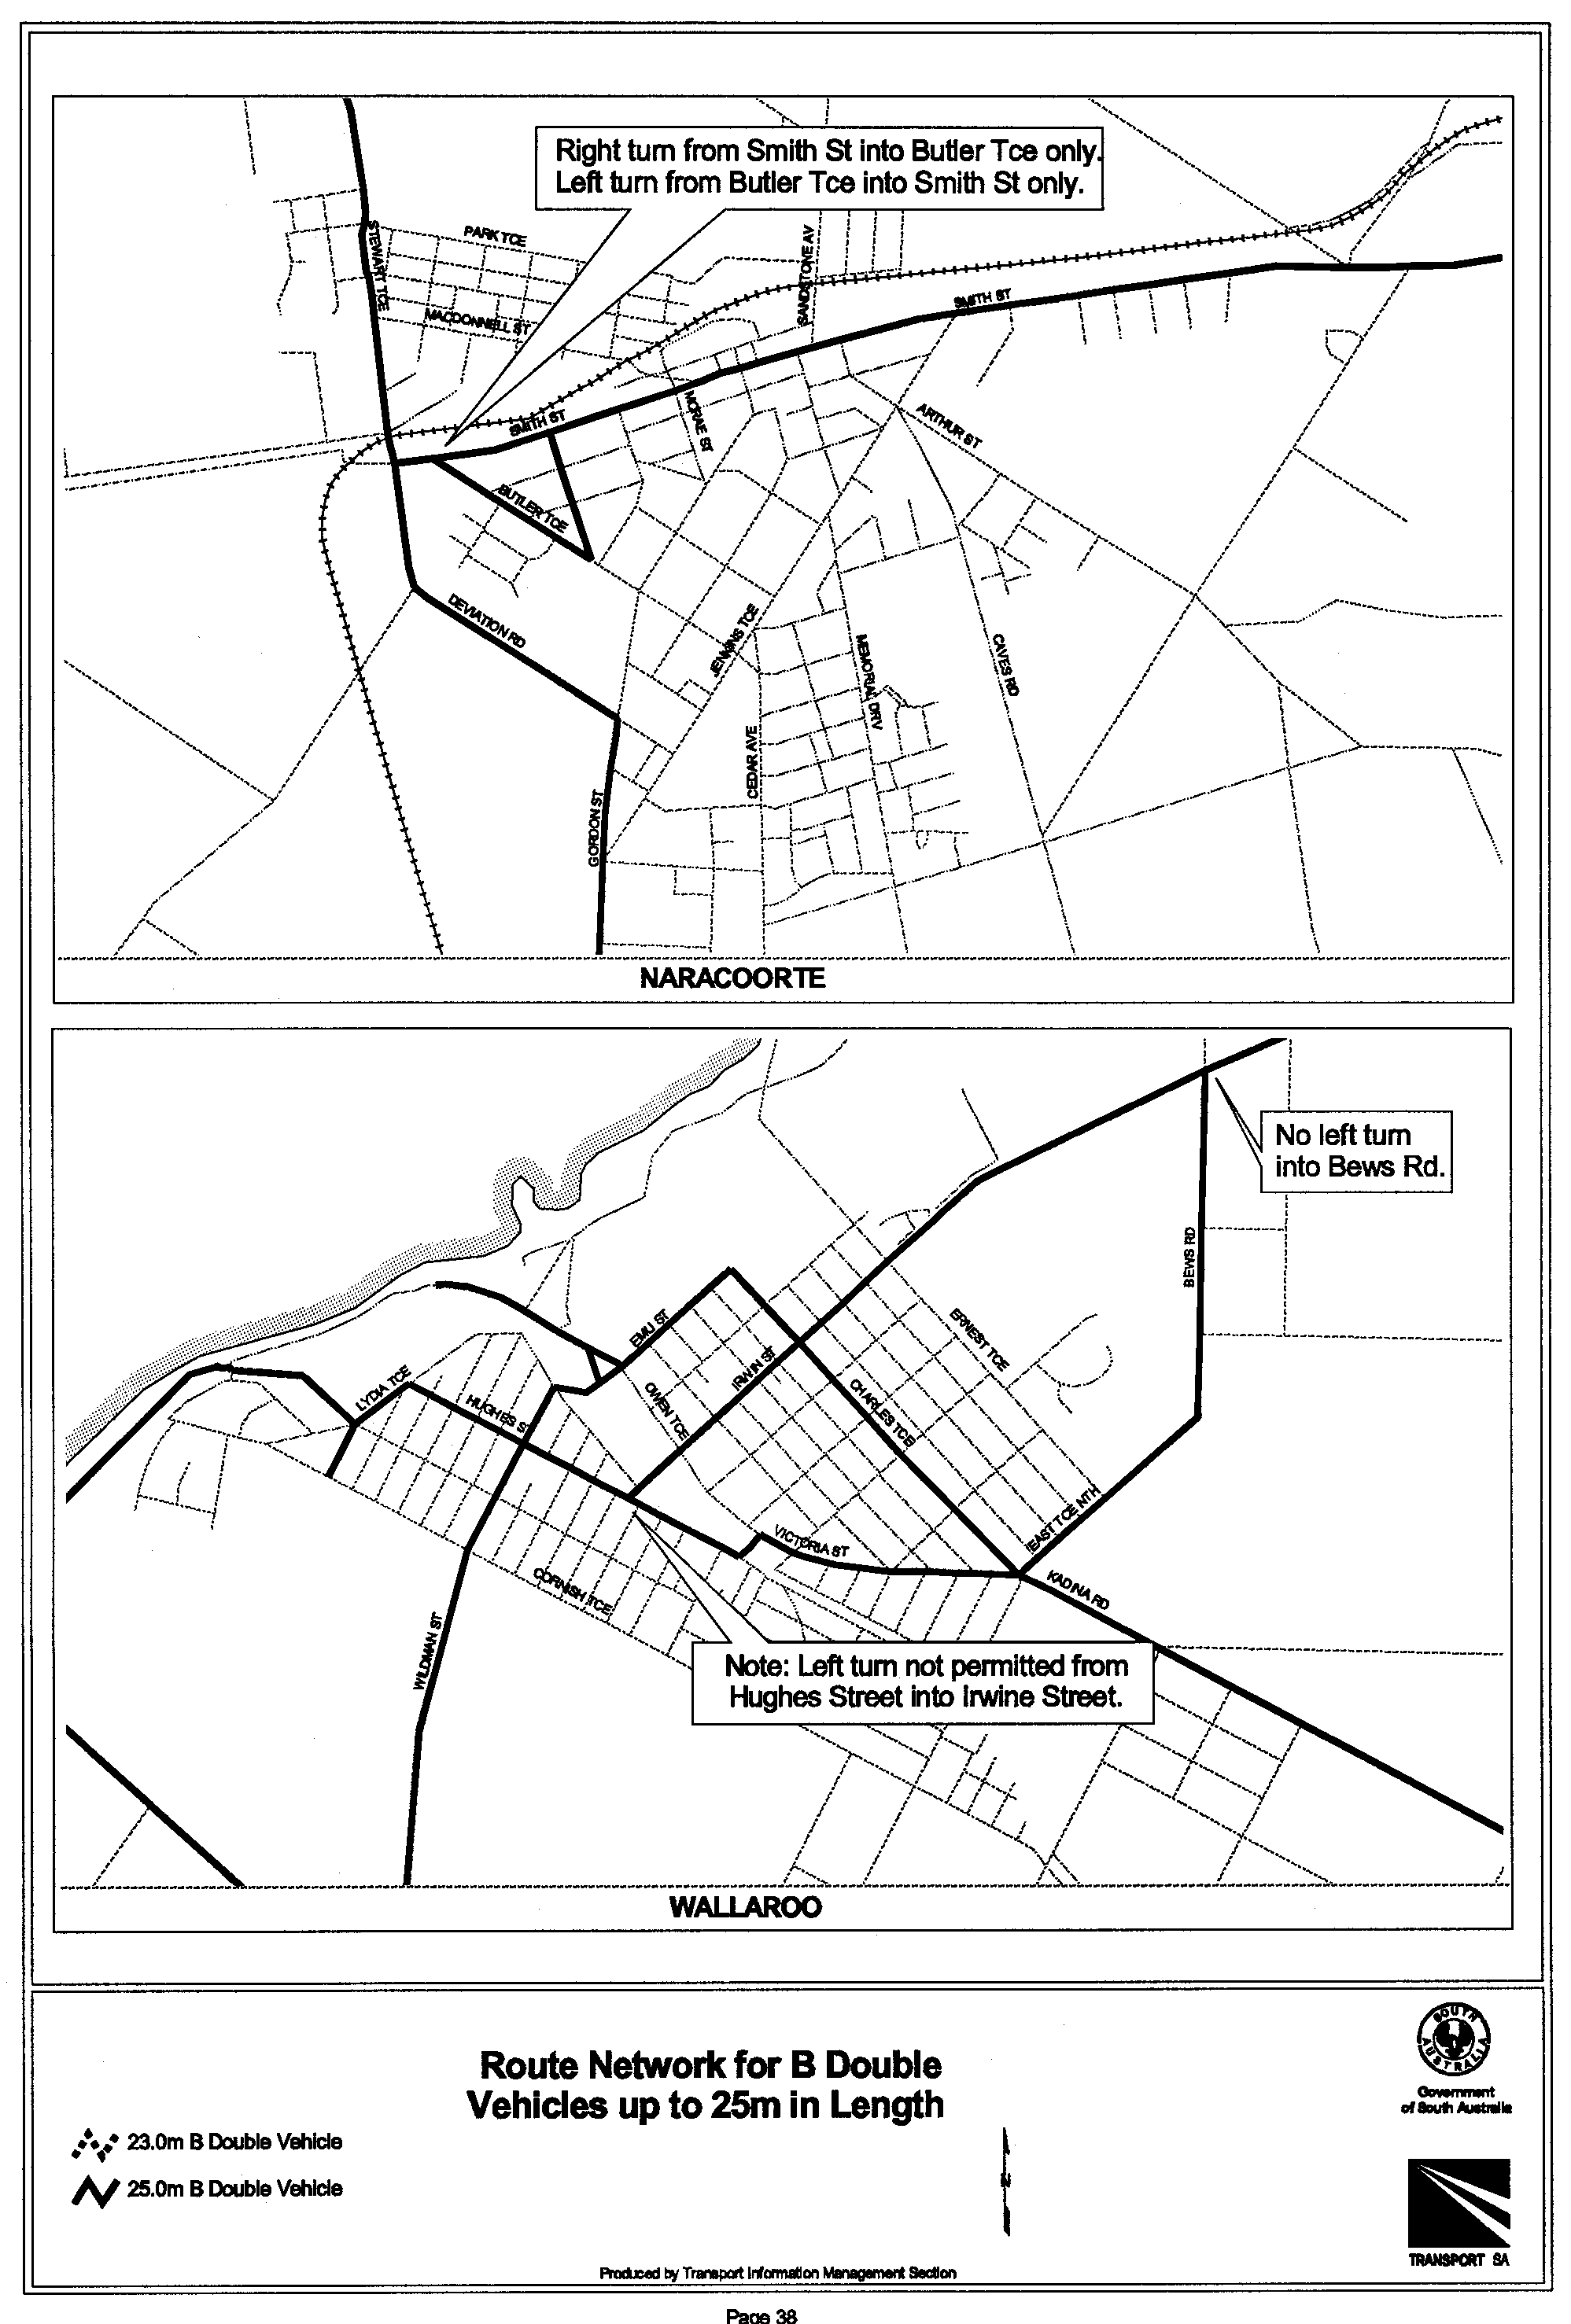 Right turn from Smith St into Butler Tce only.
Left turn from Butler Tce into Smith St only.
STEWART TCE
PARK TCE
MACDONNELL ST
SANDSTONE AV
SMITH ST
SMITH ST
MCRAE ST
ARTHUR ST
BUTLER TCE
DEVIATION RD
JENKINS TCE
MEMORIAL DRV
CAVES RD
CEDAR AVE
GORDON ST
NARACOORTE
No left turn
into Bews Rd.
BEWS RD
EMU ST
ERNEST TCE
IRWIN ST
LYDIA TCE
HUGHES ST
OWEN TCE
CHARLES TCE
EAST TCE NTH
VICTORIA ST
KADINA RD
CORNISH TCE
WILDMAN ST
Note: Left turn not permitted from
Hughes Street into Irwine Street.
WALLAROO
Route Network for B Double
Vehicles up to 25m in Length
23.0m B Double Vehicle
25.0m B Double Vehicle
N
SOUTH
AUSTRALIA
Government
of South Australia
TRANSPORT SA
Produced by Transport Information Management Section
Page 38